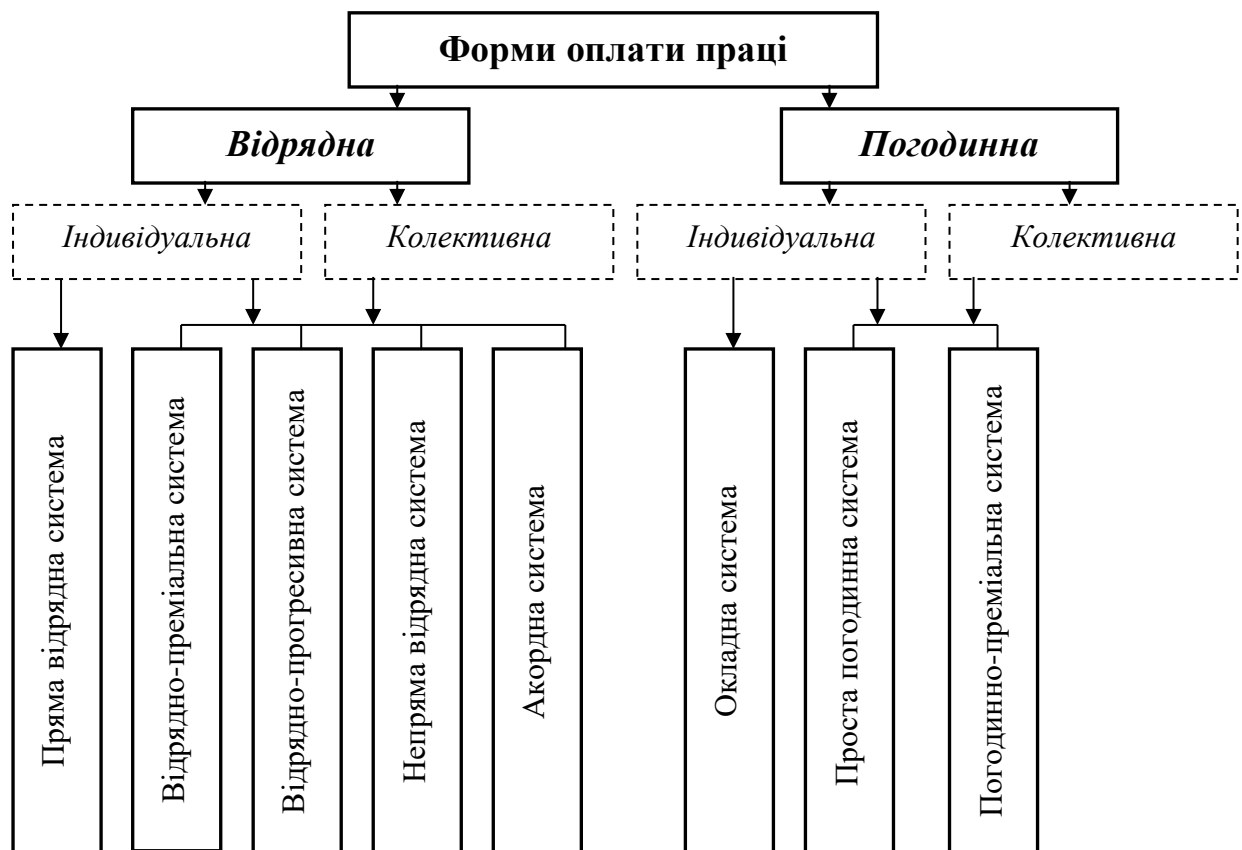 Форми оплати праці
Відрядна
Погодинна
Індивідуальна
Колективна
Індивідуальна
Колективна
Пряма відрядна система
Відрядно-преміальна система
Відрядно-прогресивна система
Непряма відрядна система
Акордна система
Окладна система
Проста погодинна система
Погодинно-преміальна система